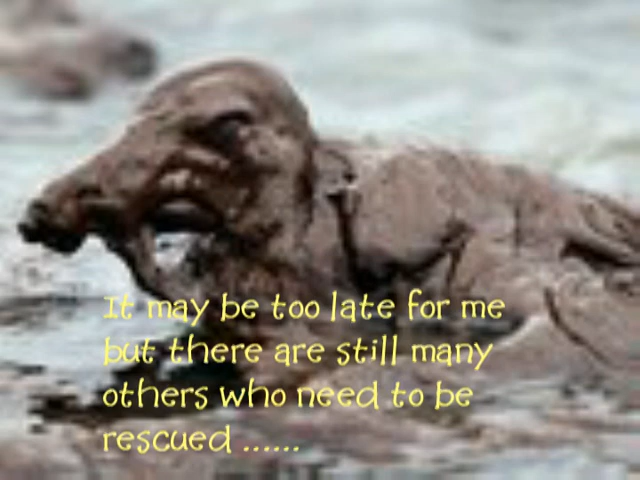 It may be too late for me
but there are still many
others who need to be
rescued ......